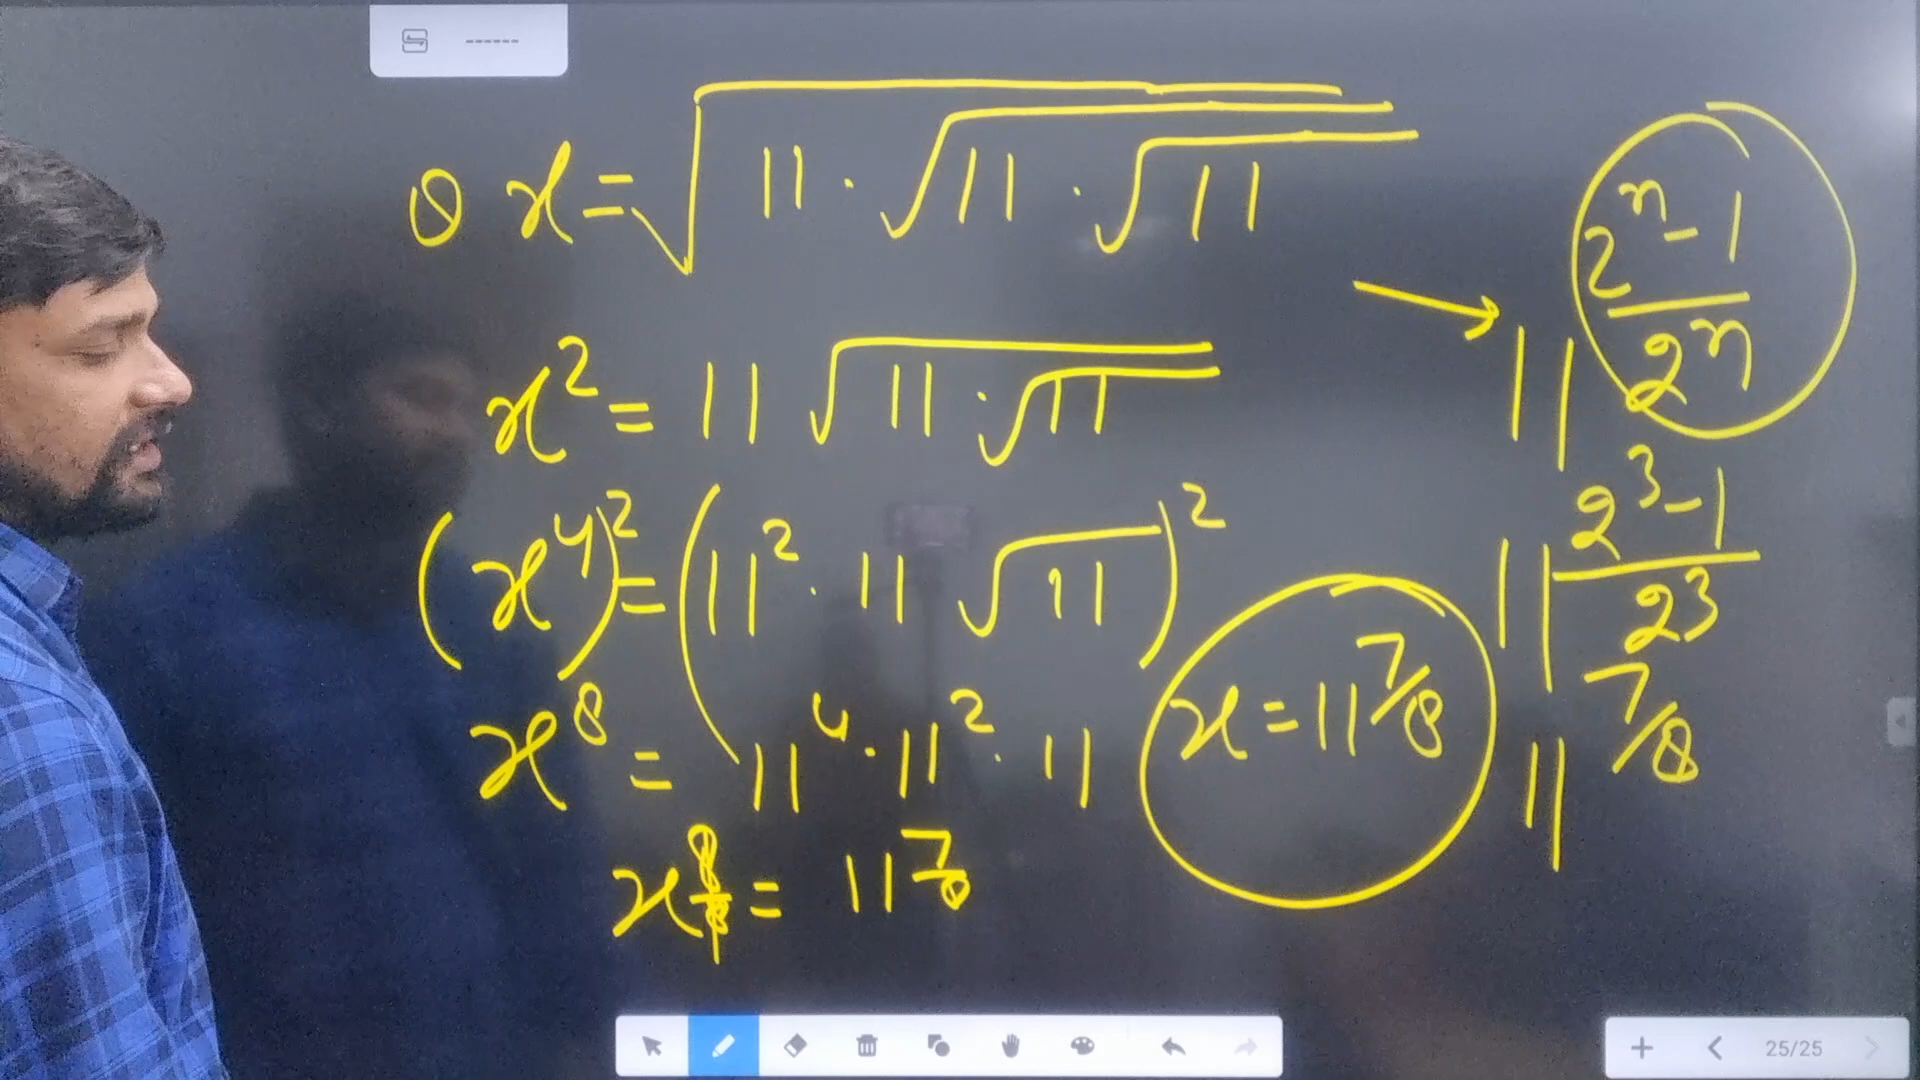 ------
Q x = √(11 · √(11 · √11))
x² = 11 √(11 · √11)
(x⁴)² = (11² · 11 √11)²
x⁸ = 11⁴ · 11² · 11
x^(8/8) = 11^(7/8)
x = 11^(7/8)
→ 11^((2ⁿ-1)/2ⁿ)
11^((2³-1)/2³)
11^(7/8)
25/25